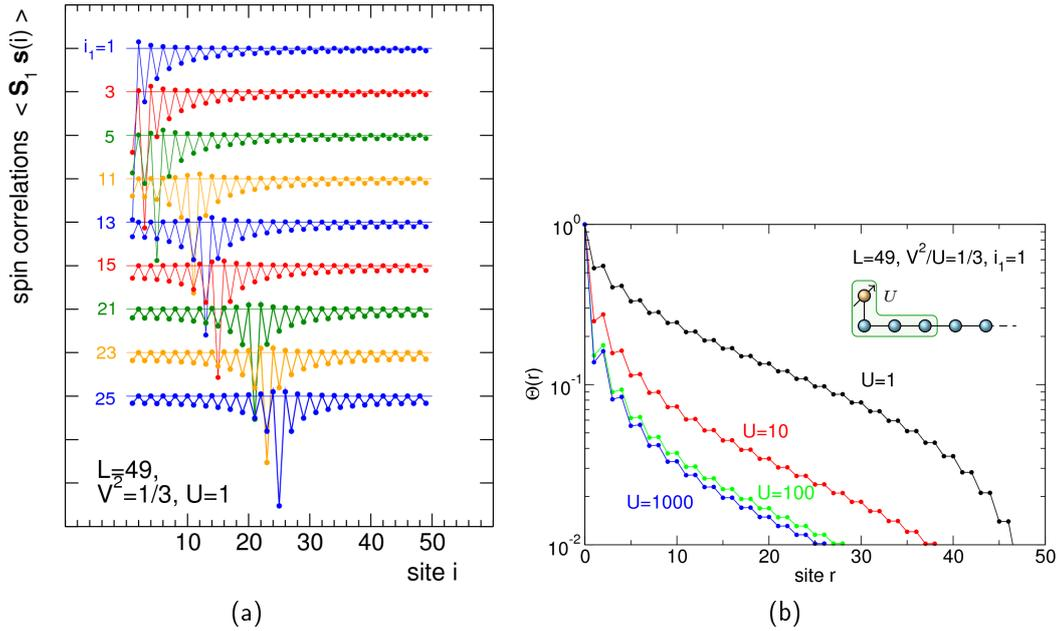 spin correlations < S₁ s(i) >
i₁=1
3
5
11
13
15
21
23
25
L=49,
V²=1/3, U=1
10 20 30 40 50
site i
(a)
10⁰
L=49, V²/U=1/3, i₁=1
U
Θ(r)
10⁻¹
U=1
U=10
U=100
U=1000
10⁻²
0 10 20 30 40 50
site r
(b)